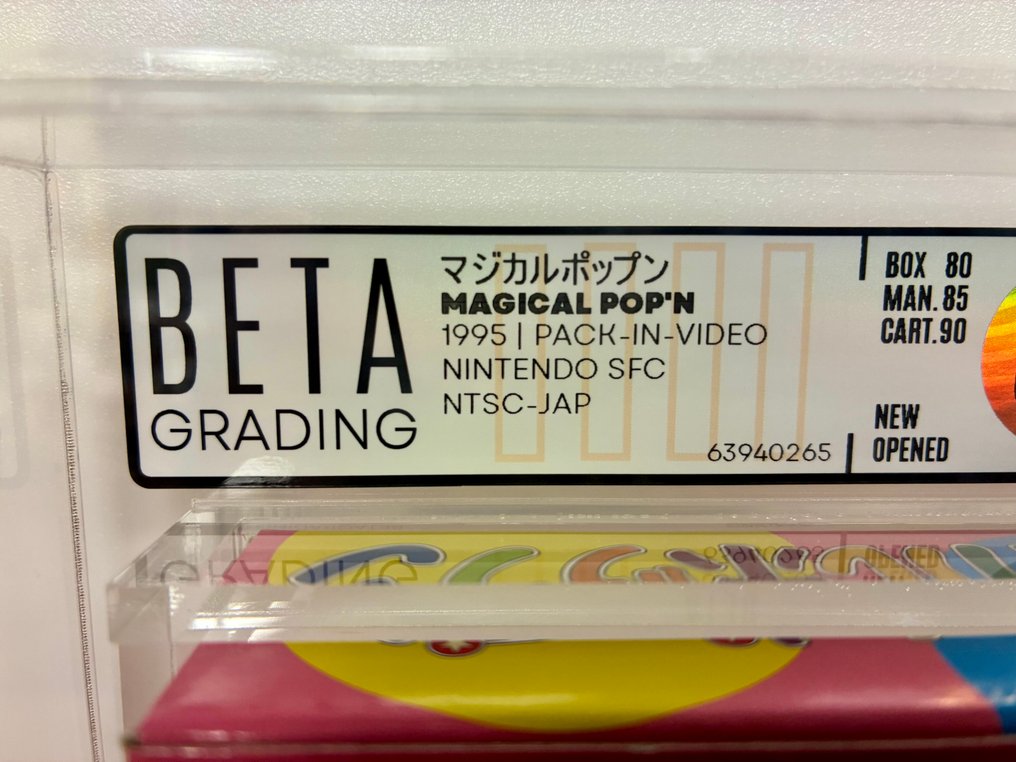 BETA
GRADING
マジカルポップン
MAGICAL POP'N
1995 | PACK-IN-VIDEO
NINTENDO SFC
NTSC-JAP
63940265
BOX 80
MAN. 85
CART. 90
NEW
OPENED